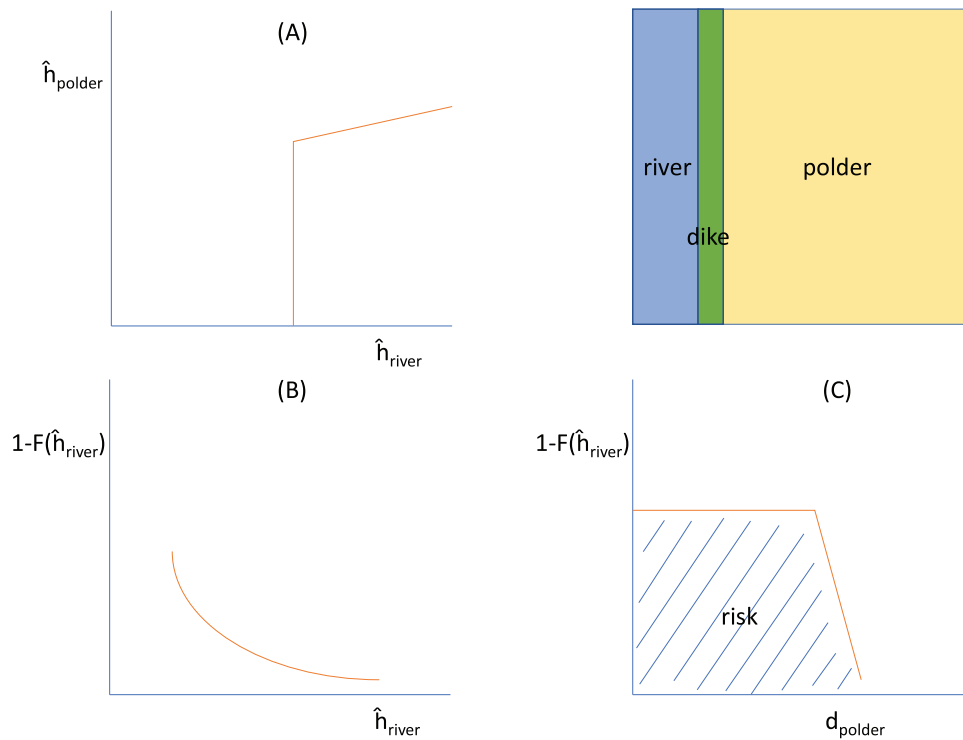 (A)
ĥpolder
ĥriver
river
dike
polder
(B)
1-F(ĥriver)
ĥriver
(C)
1-F(ĥriver)
risk
dpolder